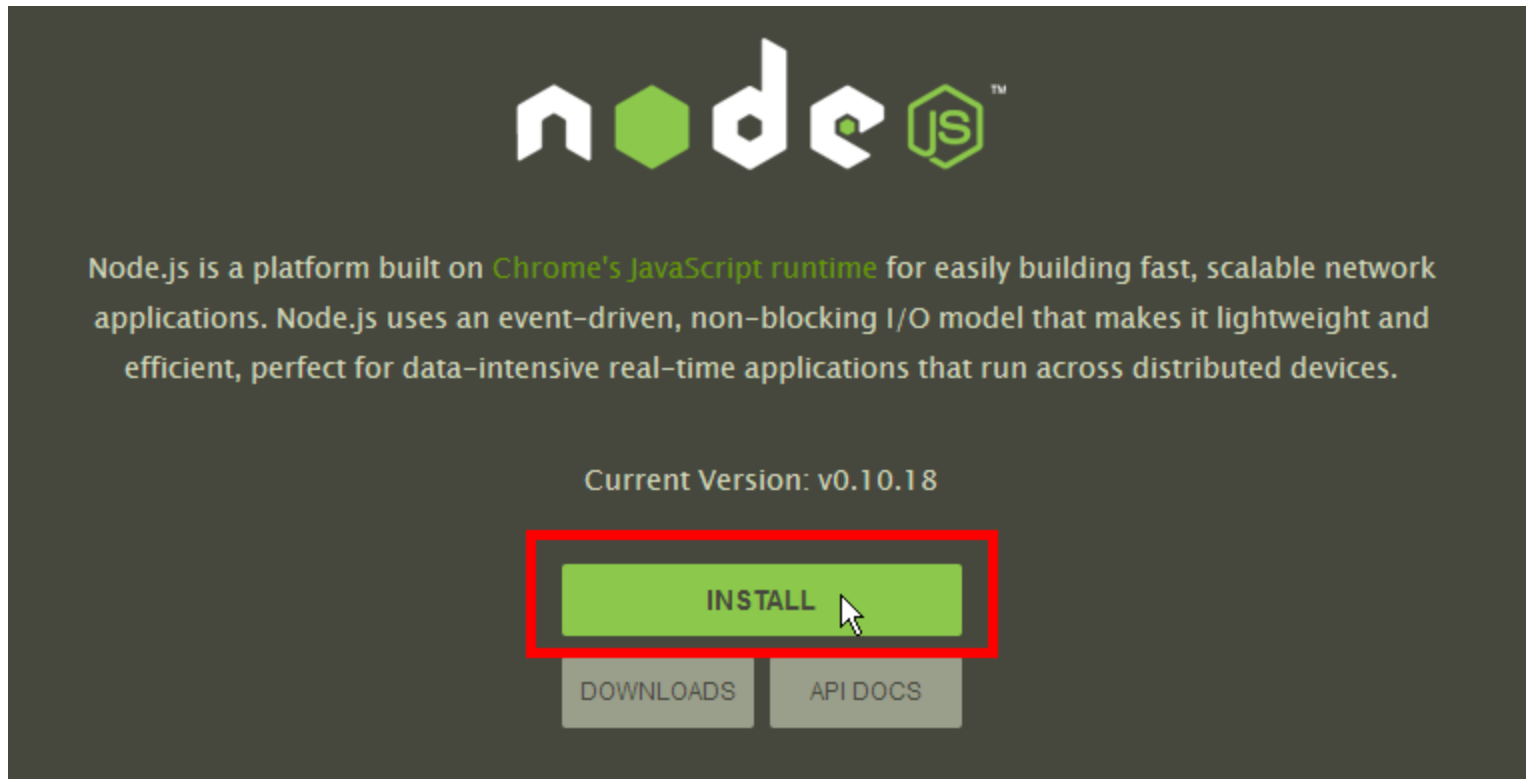 node JS™
Node.js is a platform built on Chrome's JavaScript runtime for easily building fast, scalable network
applications. Node.js uses an event-driven, non-blocking I/O model that makes it lightweight and
efficient, perfect for data-intensive real-time applications that run across distributed devices.
Current Version: v0.10.18
INSTALL
DOWNLOADS API DOCS